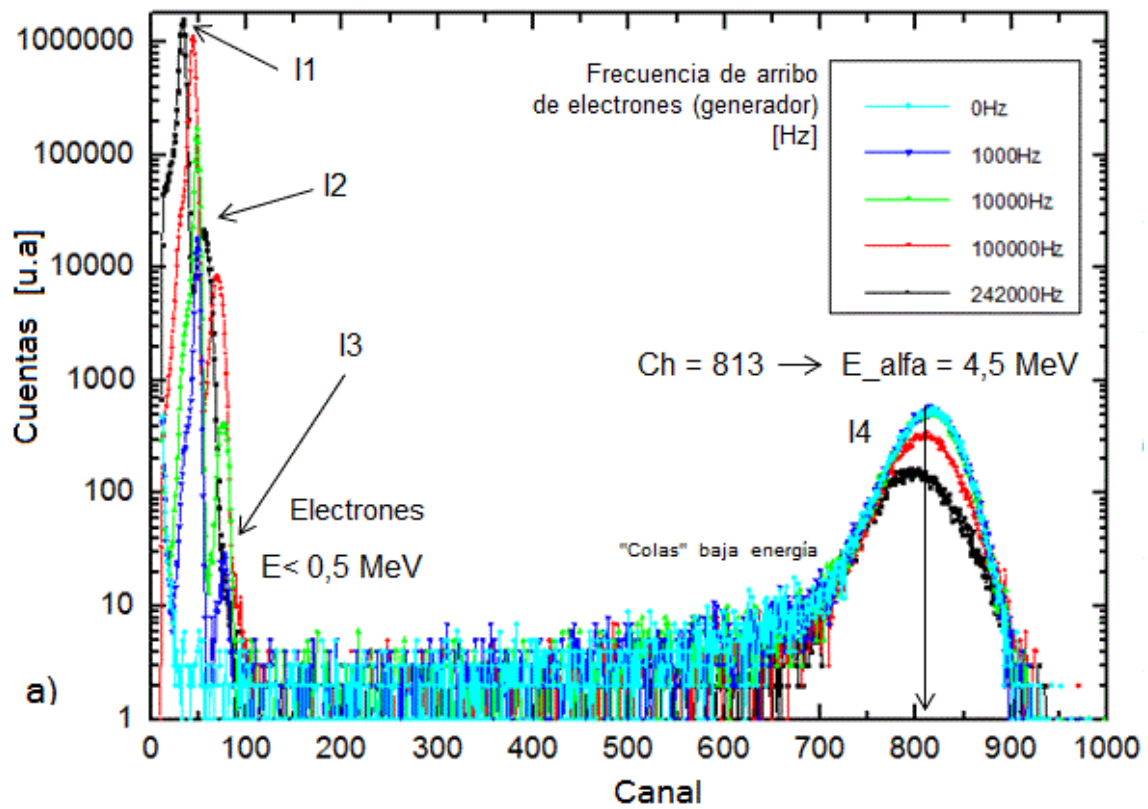 1000000
100000
10000
1000
100
10
1
Cuentas [u.a]
a)
I1
I2
I3
Electrones
E< 0,5 MeV
Frecuencia de arribo
de electrones (generador)
[Hz]
0Hz
1000Hz
10000Hz
100000Hz
242000Hz
Ch = 813 → E_alfa = 4,5 MeV
I4
"Colas" baja energía
0 100 200 300 400 500 600 700 800 900 1000
Canal